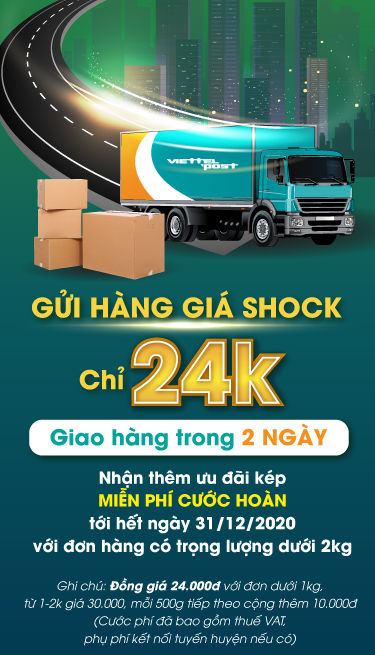 VIETTEL
post
GỬI HÀNG GIÁ SHOCK
Chỉ 24k
Giao hàng trong 2 NGÀY
Nhận thêm ưu đãi kép
MIỄN PHÍ CƯỚC HOÀN
tới hết ngày 31/12/2020
với đơn hàng có trọng lượng dưới 2kg
Ghi chú: Đồng giá 24.000đ với đơn dưới 1kg,
từ 1-2k giá 30.000, mỗi 500g tiếp theo cộng thêm 10.000đ
(Cước phí đã bao gồm thuế VAT,
phụ phí kết nối tuyến huyện nếu có)